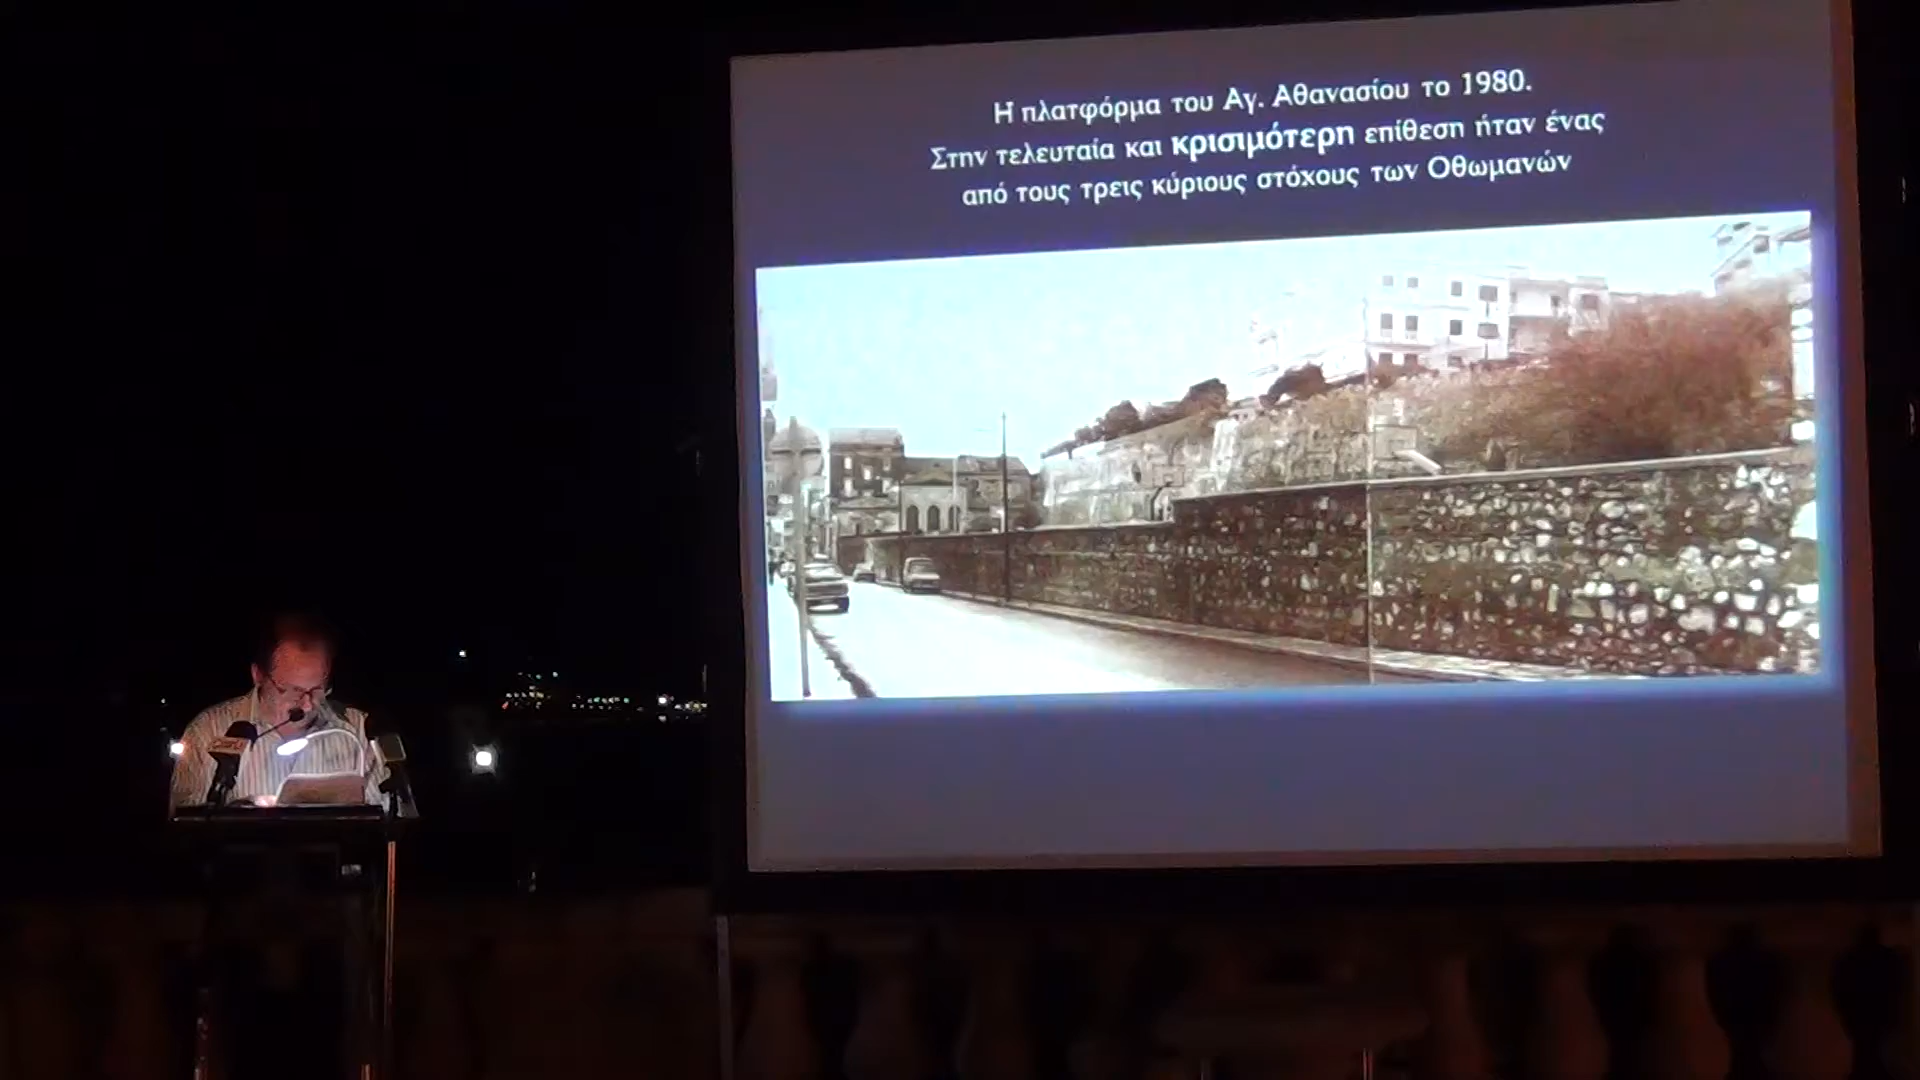 Η πλατφόρμα του Αγ. Αθανασίου το 1980.
Στην τελευταία και κρισιμότερη επίθεση ήταν ένας
από τους τρεις κύριους στόχους των Οθωμανών